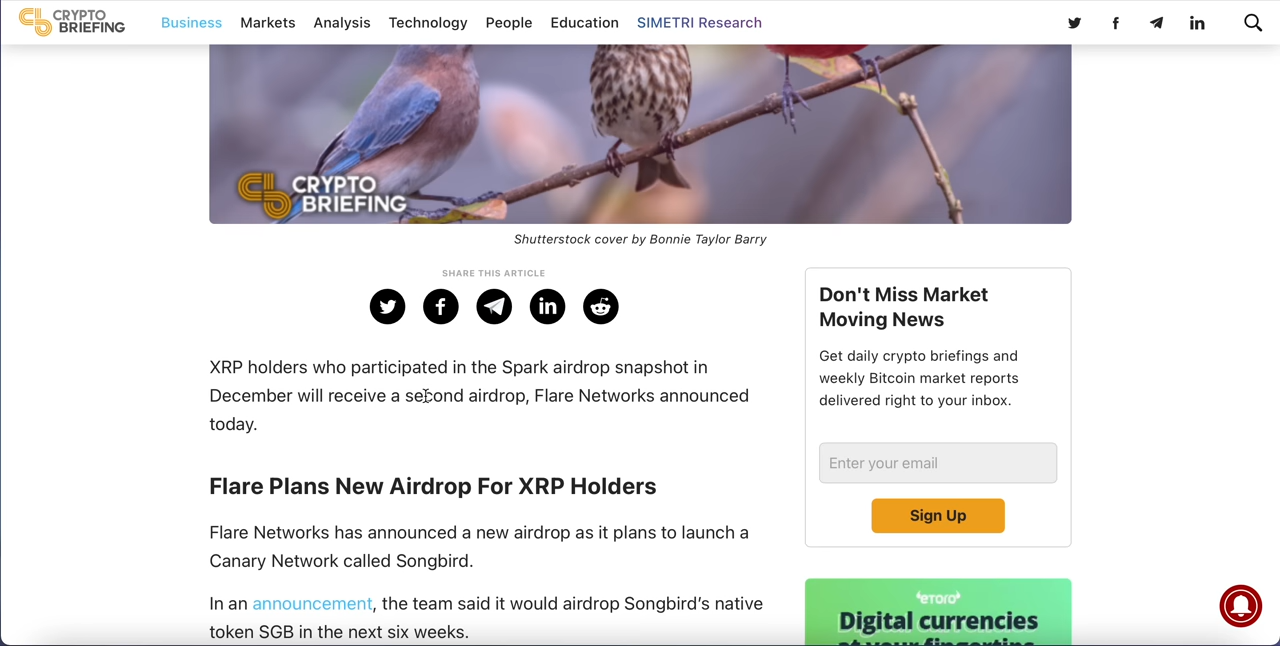 CRYPTO
BRIEFING
Business Markets Analysis Technology People Education SIMETRI Research
CRYPTO
BRIEFING
Shutterstock cover by Bonnie Taylor Barry
SHARE THIS ARTICLE
XRP holders who participated in the Spark airdrop snapshot in
December will receive a second airdrop, Flare Networks announced
today.
Flare Plans New Airdrop For XRP Holders
Flare Networks has announced a new airdrop as it plans to launch a
Canary Network called Songbird.
In an announcement, the team said it would airdrop Songbird’s native
token SGB in the next six weeks.
Don't Miss Market
Moving News
Get daily crypto briefings and
weekly Bitcoin market reports
delivered right to your inbox.
Enter your email
Sign Up
eToro
Digital currencies
at your fingertips